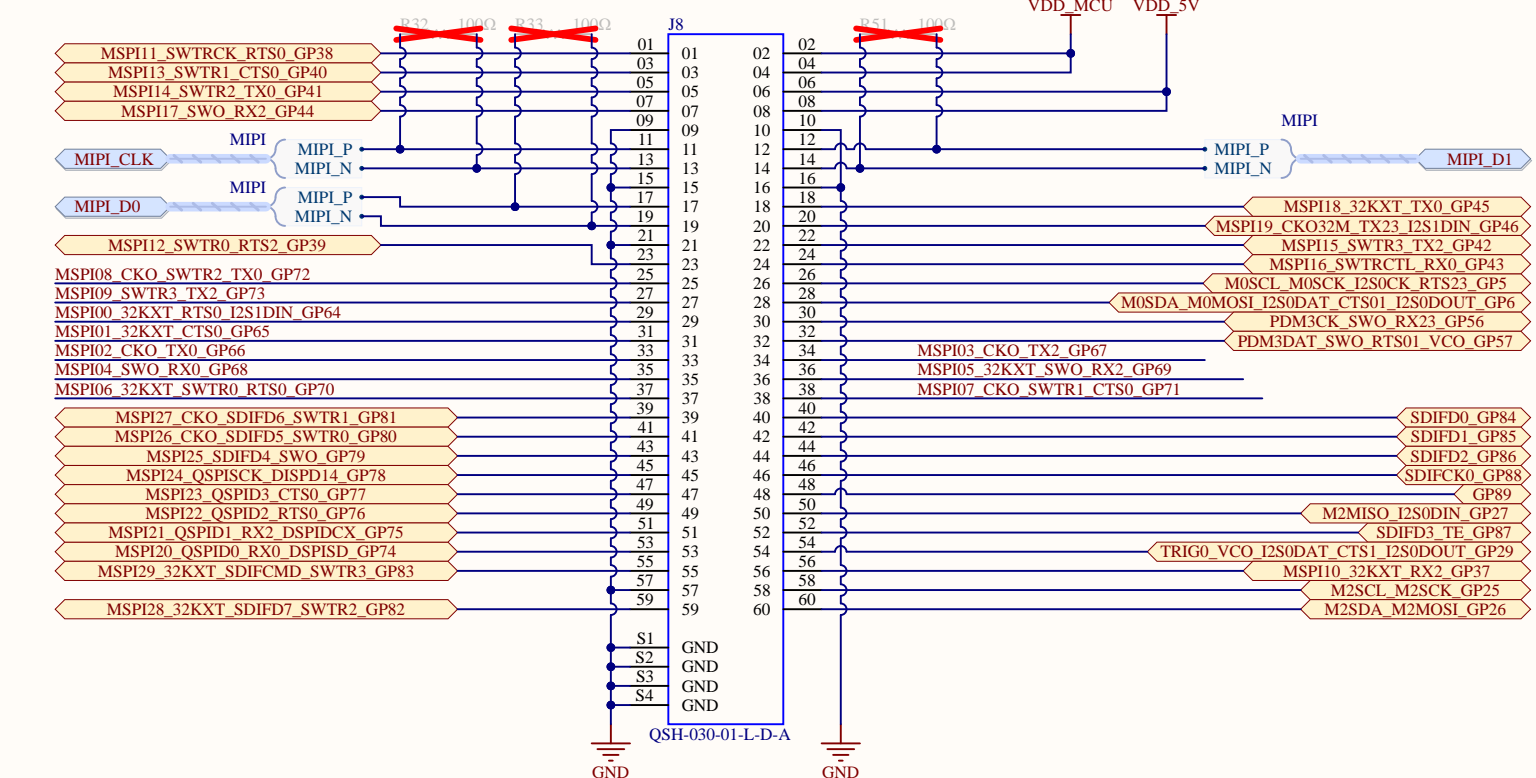 VDD_MCU VDD_5V
R32 100Ω R33 100Ω J8 R51 100Ω
MSPI11_SWTRCK_RTS0_GP38 01 01 02 02
MSPI13_SWTR1_CTS0_GP40 03 03 04 04
MSPI14_SWTR2_TX0_GP41 05 05 06 06
MSPI17_SWO_RX2_GP44 07 07 08 08
09 09 10 10 MIPI
MIPI MIPI_P 11 11 12 12 MIPI_P
MIPI_CLK MIPI_D1
MIPI_N 13 13 14 14 MIPI_N
MIPI 15 15 16 16
MIPI_P 17 17 18 18 MSPI18_32KXT_TX0_GP45
MIPI_D0
MIPI_N 19 19 20 20 MSPI19_CKO32M_TX23_I2S1DIN_GP46
MSPI12_SWTR0_RTS2_GP39 21 21 22 22 MSPI15_SWTR3_TX2_GP42
23 23 24 24 MSPI16_SWTRCTL_RX0_GP43
MSPI08_CKO_SWTR2_TX0_GP72 25 25 26 26 M0SCL_M0SCK_I2S0CK_RTS23_GP5
MSPI09_SWTR3_TX2_GP73 27 27 28 28 M0SDA_M0MOSI_I2S0DAT_CTS01_I2S0DOUT_GP6
MSPI00_32KXT_RTS0_I2S1DIN_GP64 29 29 30 30 PDM3CK_SWO_RX23_GP56
MSPI01_32KXT_CTS0_GP65 31 31 32 32 PDM3DAT_SWO_RTS01_VCO_GP57
MSPI02_CKO_TX0_GP66 33 33 34 34 MSPI03_CKO_TX2_GP67
MSPI04_SWO_RX0_GP68 35 35 36 36 MSPI05_32KXT_SWO_RX2_GP69
MSPI06_32KXT_SWTR0_RTS0_GP70 37 37 38 38 MSPI07_CKO_SWTR1_CTS0_GP71
MSPI27_CKO_SDIFD6_SWTR1_GP81 39 39 40 40 SDIFD0_GP84
MSPI26_CKO_SDIFD5_SWTR0_GP80 41 41 42 42 SDIFD1_GP85
MSPI25_SDIFD4_SWO_GP79 43 43 44 44 SDIFD2_GP86
MSPI24_QSPISCK_DISPD14_GP78 45 45 46 46 SDIFCK0_GP88
MSPI23_QSPID3_CTS0_GP77 47 47 48 48 GP89
MSPI22_QSPID2_RTS0_GP76 49 49 50 50 M2MISO_I2S0DIN_GP27
MSPI21_QSPID1_RX2_DSPIDCX_GP75 51 51 52 52 SDIFD3_TE_GP87
MSPI20_QSPID0_RX0_DSPISD_GP74 53 53 54 54 TRIG0_VCO_I2S0DAT_CTS1_I2S0DOUT_GP29
MSPI29_32KXT_SDIFCMD_SWTR3_GP83 55 55 56 56 MSPI10_32KXT_RX2_GP37
57 57 58 58 M2SCL_M2SCK_GP25
MSPI28_32KXT_SDIFD7_SWTR2_GP82 59 59 60 60 M2SDA_M2MOSI_GP26
S1 GND
S2 GND
S3 GND
S4 GND
QSH-030-01-L-D-A
GND GND